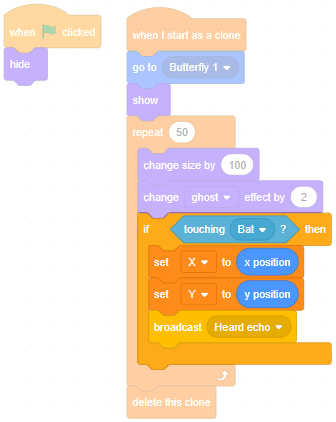 when clicked
hide
when I start as a clone
go to Butterfly 1
show
repeat 50
change size by 100
change ghost effect by 2
if touching Bat ? then
set X to x position
set Y to y position
broadcast Heard echo
delete this clone